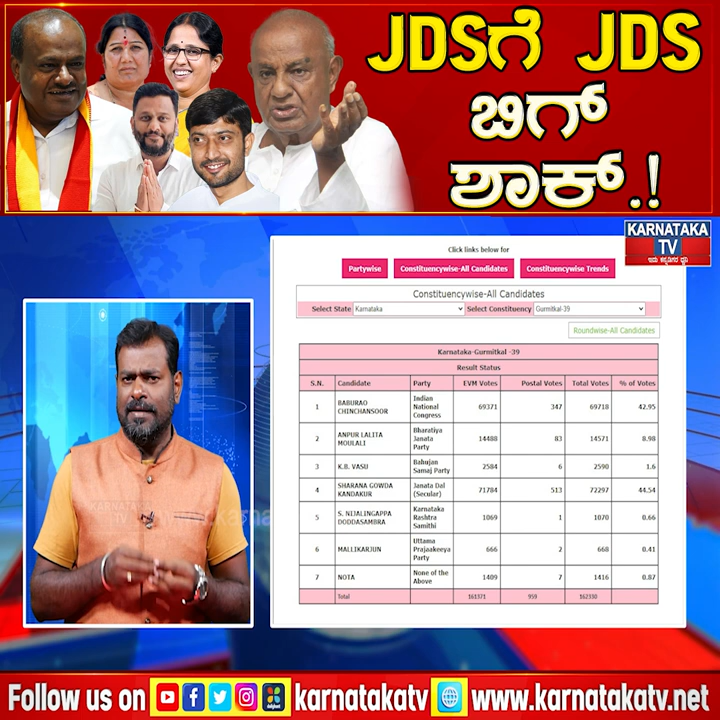 JDSಗೆ JDS
ಬಿಗ್
ಶಾಕ್.!
KARNATAKA
TV
ಇದು ಕನ್ನಡಿಗರ ಧ್ವನಿ
Click links below for
Partywise Constituencywise-All Candidates Constituencywise Trends
Constituencywise-All Candidates
Select State Karnataka Select Constituency Gurmitkal-39
Roundwise-All Candidates
Karnataka-Gurmitkal -39
Result Status
S.N. Candidate Party EVM Votes Postal Votes Total Votes % of Votes
1 BABURAO CHINCHANSOOR Indian National Congress 69371 347 69718 42.95
2 ANPUR LALITA MOULALI Bharatiya Janata Party 14488 83 14571 8.98
3 K.B. VASU Bahujan Samaj Party 2584 6 2590 1.6
4 SHARANA GOWDA KANDAKUR Janata Dal (Secular) 71784 513 72297 44.54
5 S. NIJALINGAPPA DODDASAMBRA Karnataka Rashtra Samithi 1069 1 1070 0.66
6 MALLIKARJUN Uttama Prajaakeeya Party 666 2 668 0.41
7 NOTA None of the Above 1409 7 1416 0.87
Total 161371 959 162330
Follow us on karnatakatv www.karnatakatv.net